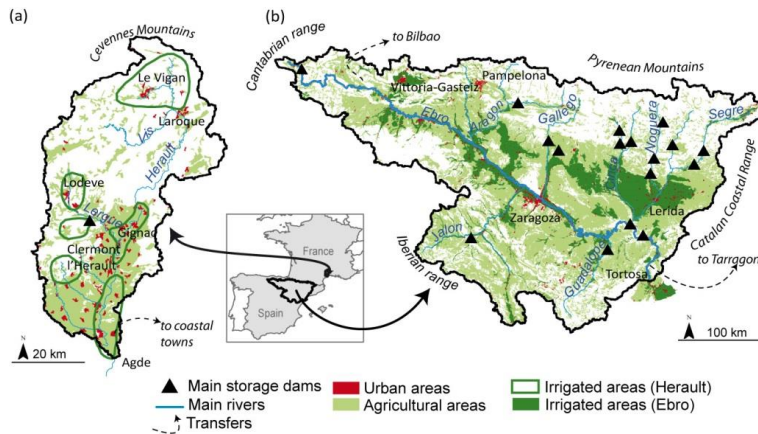 (a)
Cevennes Mountains
Le Vigan
Laroque
Vis
Herault
Lodeve
Lergue
Gignac
Clermont
l'Herault
to coastal
towns
Agde
N
20 km
(b)
to Bilbao
Cantabrian range
Pyrenean Mountains
Vittoria-Gasteiz
Pampelona
Ebro
Aragon
Gallego
Noguera
Segre
Zaragoza
Lerida
Jalon
Iberian range
Guadalope
Tortosa
Catalan Coastal Range
to Tarragon
N
100 km
France
Spain
Main storage dams
Main rivers
Transfers
Urban areas
Agricultural areas
Irrigated areas (Herault)
Irrigated areas (Ebro)